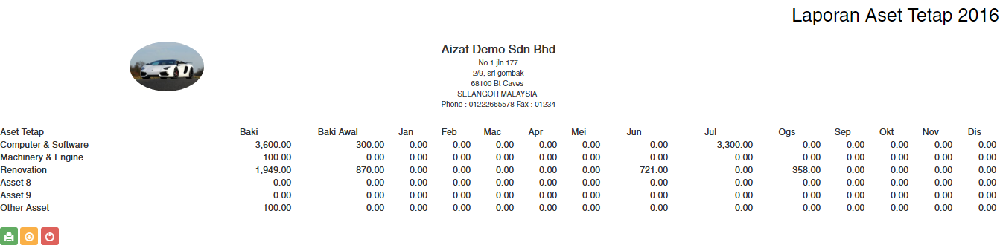 Laporan Aset Tetap 2016
Aizat Demo Sdn Bhd
No 1 jln 177
2/9, sri gombak
68100 Bt Caves
SELANGOR MALAYSIA
Phone : 01222665578 Fax : 01234
Aset Tetap Baki Baki Awal Jan Feb Mac Apr Mei Jun Jul Ogs Sep Okt Nov Dis
Computer & Software 3,600.00 300.00 0.00 0.00 0.00 0.00 0.00 0.00 3,300.00 0.00 0.00 0.00 0.00 0.00
Machinery & Engine 100.00 0.00 0.00 0.00 0.00 0.00 0.00 0.00 0.00 0.00 0.00 0.00 0.00 0.00
Renovation 1,949.00 870.00 0.00 0.00 0.00 0.00 0.00 721.00 0.00 358.00 0.00 0.00 0.00 0.00
Asset 8 0.00 0.00 0.00 0.00 0.00 0.00 0.00 0.00 0.00 0.00 0.00 0.00 0.00 0.00
Asset 9 0.00 0.00 0.00 0.00 0.00 0.00 0.00 0.00 0.00 0.00 0.00 0.00 0.00 0.00
Other Asset 100.00 0.00 0.00 0.00 0.00 0.00 0.00 0.00 0.00 0.00 0.00 0.00 0.00 0.00